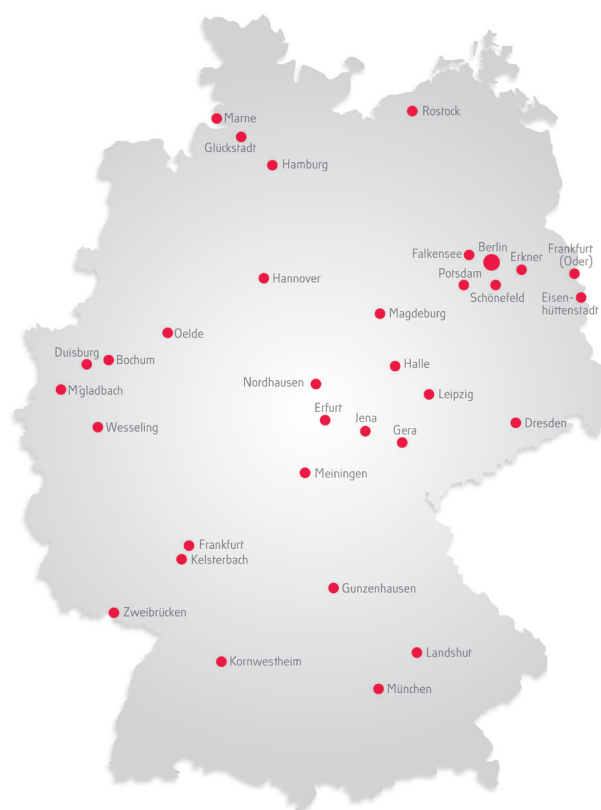 Marne
Rostock
Glückstadt
Hamburg
Falkensee
Berlin
Erkner
Frankfurt
(Oder)
Potsdam
Schönefeld
Eisen-
hüttenstadt
Hannover
Magdeburg
Oelde
Duisburg
Bochum
Halle
M'gladbach
Nordhausen
Leipzig
Wesseling
Erfurt
Jena
Gera
Dresden
Meiningen
Frankfurt
Kelsterbach
Gunzenhausen
Zweibrücken
Kornwestheim
Landshut
München